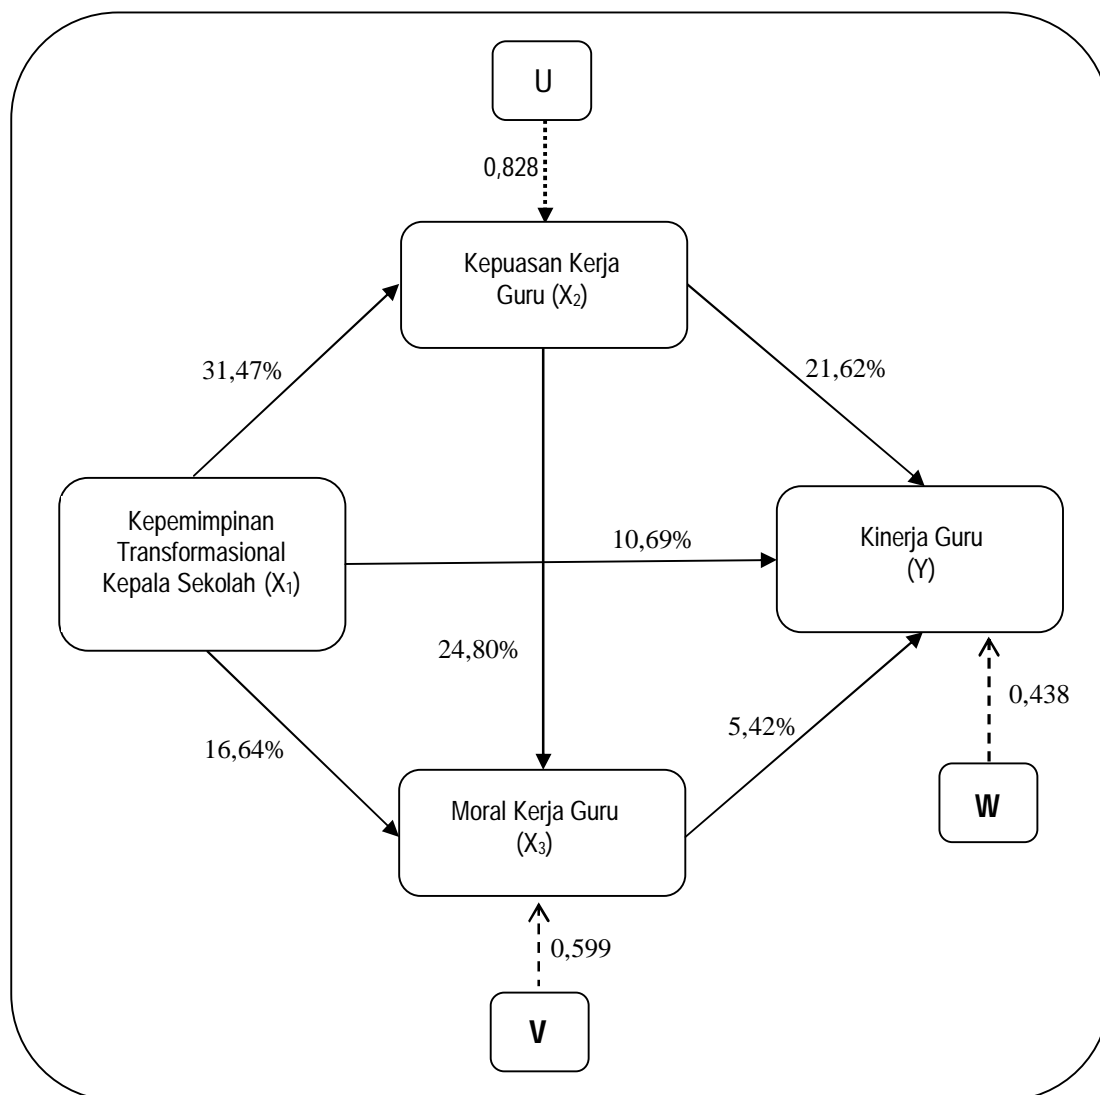 U
0,828
Kepuasan Kerja
Guru (X₂)
31,47%
21,62%
Kepemimpinan
Transformasional
Kepala Sekolah (X₁)
10,69%
Kinerja Guru
(Y)
24,80%
16,64%
5,42%
0,438
Moral Kerja Guru
(X₃)
W
0,599
V